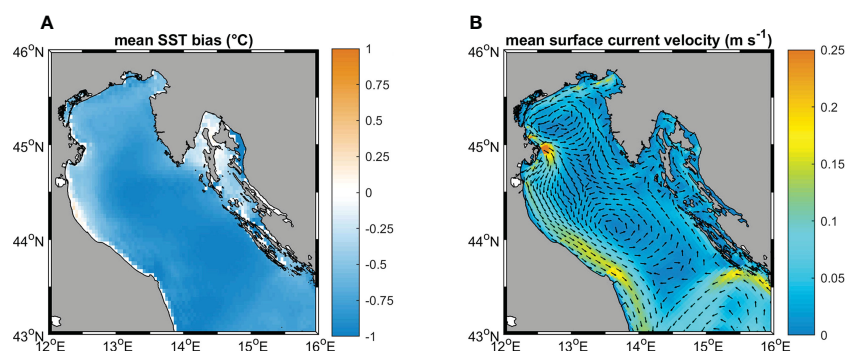 A
mean SST bias (°C)
46°N
45°N
44°N
43°N
12°E
13°E
14°E
15°E
16°E
1
0.75
0.5
0.25
0
-0.25
-0.5
-0.75
-1
B
mean surface current velocity (m s⁻¹)
46°N
45°N
44°N
43°N
12°E
13°E
14°E
15°E
16°E
0.25
0.2
0.15
0.1
0.05
0